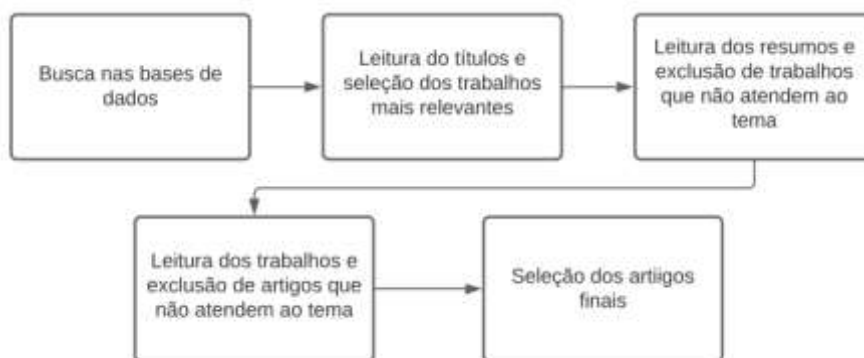 Busca nas bases de
dados
Leitura do títulos e
seleção dos trabalhos
mais relevantes
Leitura dos resumos e
exclusão de trabalhos
que não atendem ao
tema
Leitura dos trabalhos e
exclusão de artigos que
não atendem ao tema
Seleção dos artiigos
finais